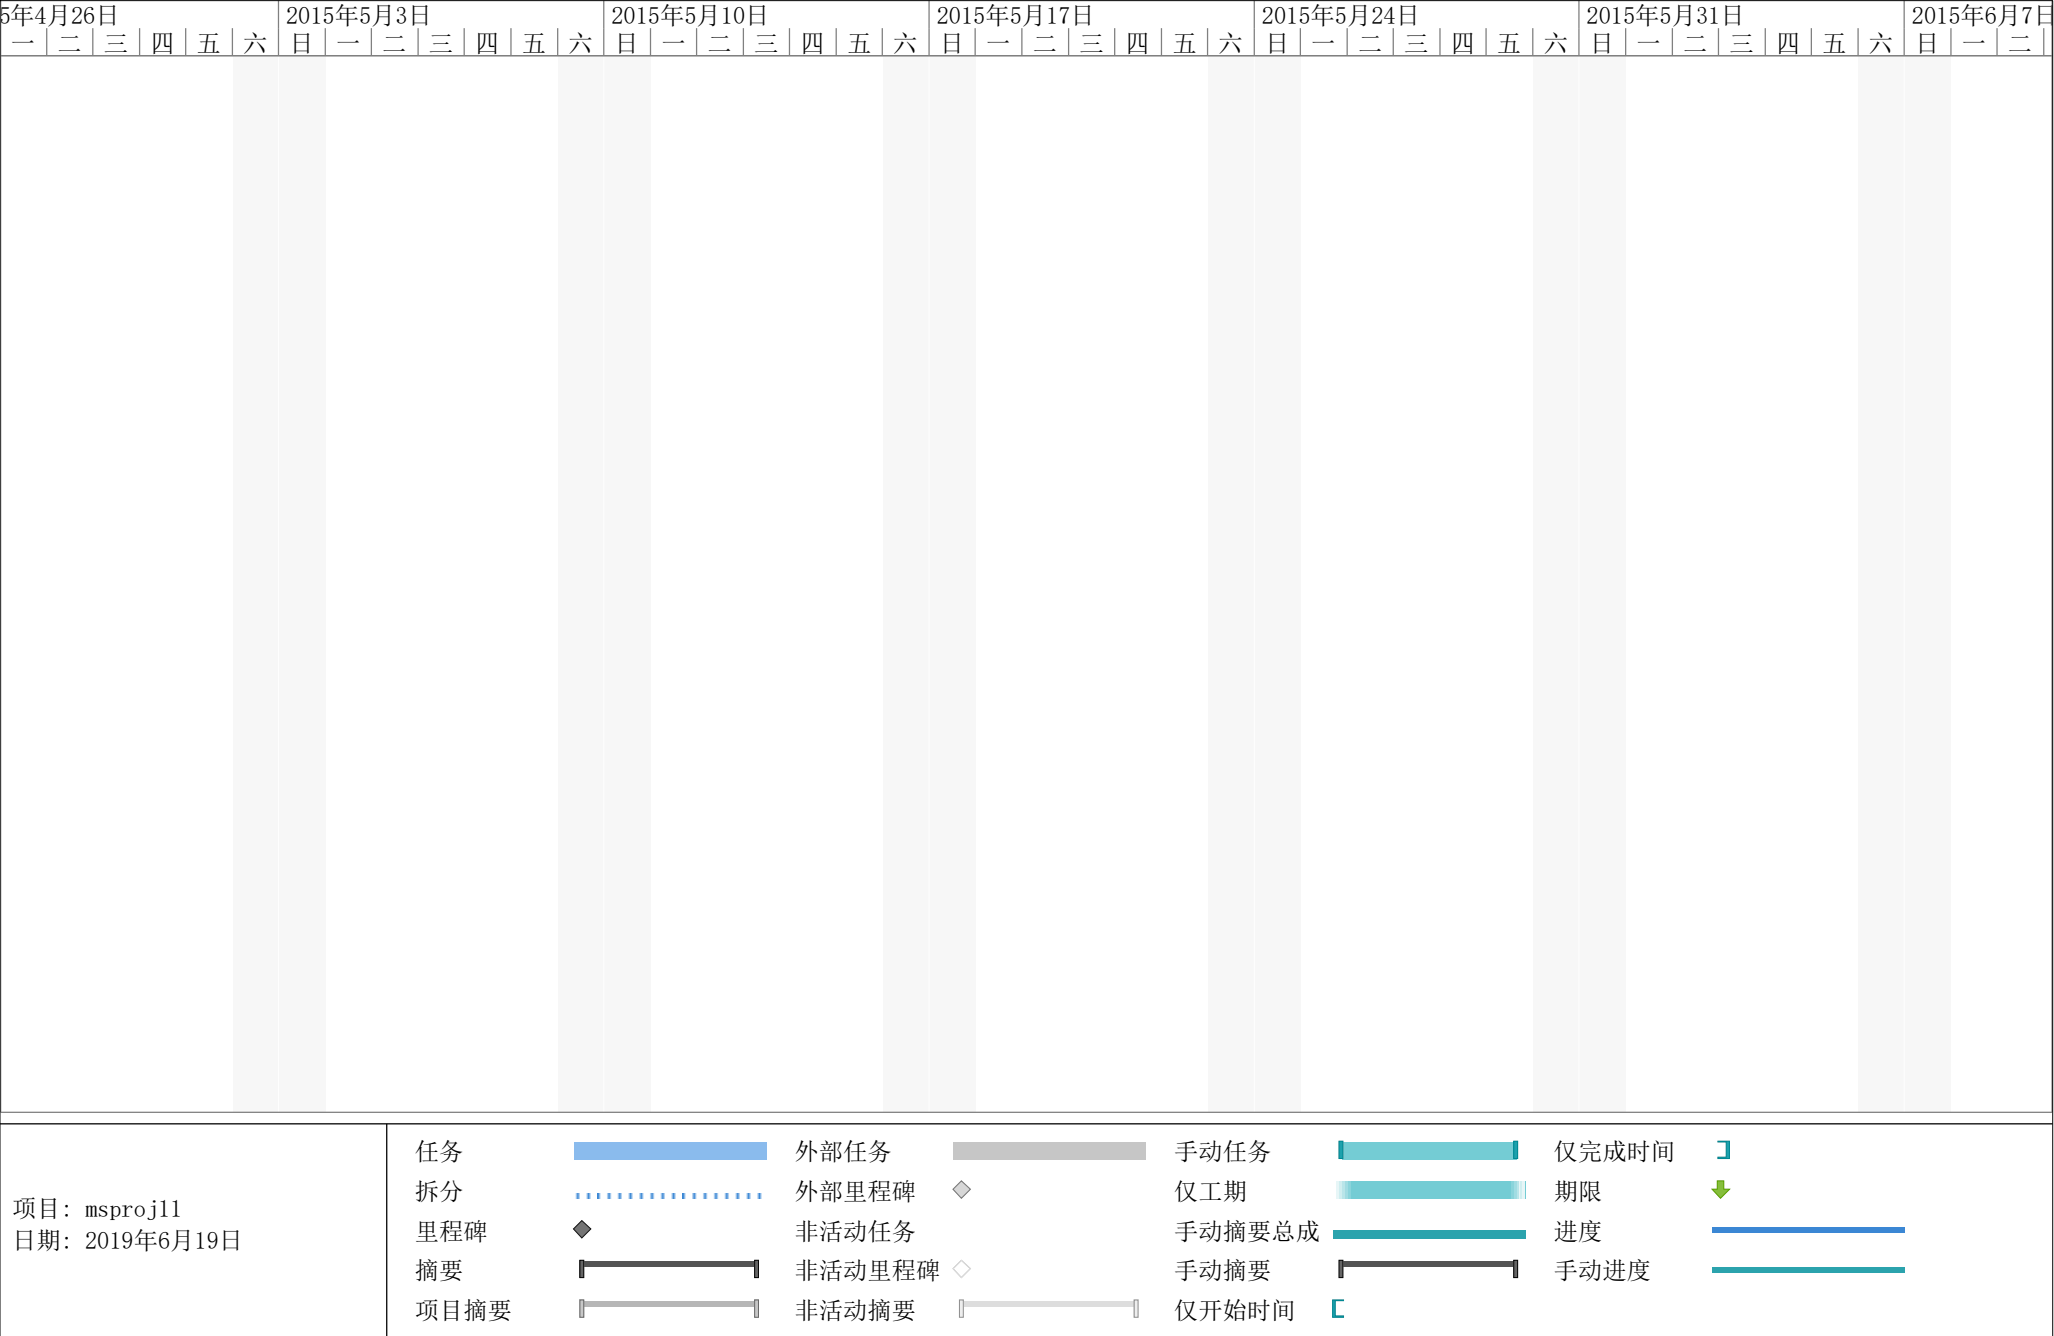 5年4月26日 2015年5月3日 2015年5月10日 2015年5月17日 2015年5月24日 2015年5月31日 2015年6月7日
一 二 三 四 五 六 日 一 二 三 四 五 六 日 一 二 三 四 五 六 日 一 二 三 四 五 六 日 一 二 三 四 五 六 日 一 二 三 四 五 六 日 一 二
项目: msproj11
日期: 2019年6月19日
任务 外部任务 手动任务 仅完成时间
拆分 外部里程碑 仅工期 期限
里程碑 非活动任务 手动摘要总成 进度
摘要 非活动里程碑 手动摘要 手动进度
项目摘要 非活动摘要 仅开始时间